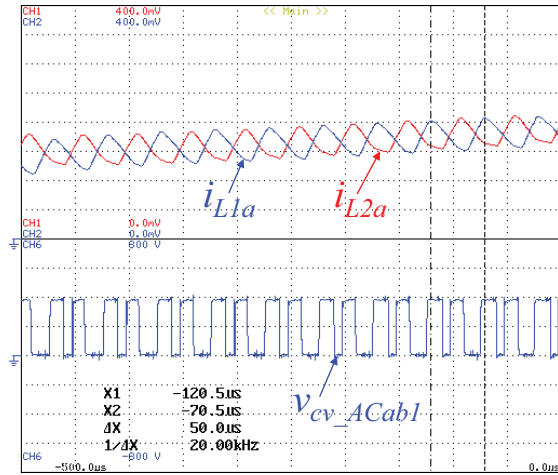 CH1 400.0mV << Main >>
CH2 400.0mV
iL1a
iL2a
CH1 0.0mV
CH2 0.0mV
CH6 800 V
vcv_ACab1
X1 -120.5us
X2 -70.5us
ΔX 50.0us
1/ΔX 20.00kHz
CH6 -800 V
-500.0us 0.0us